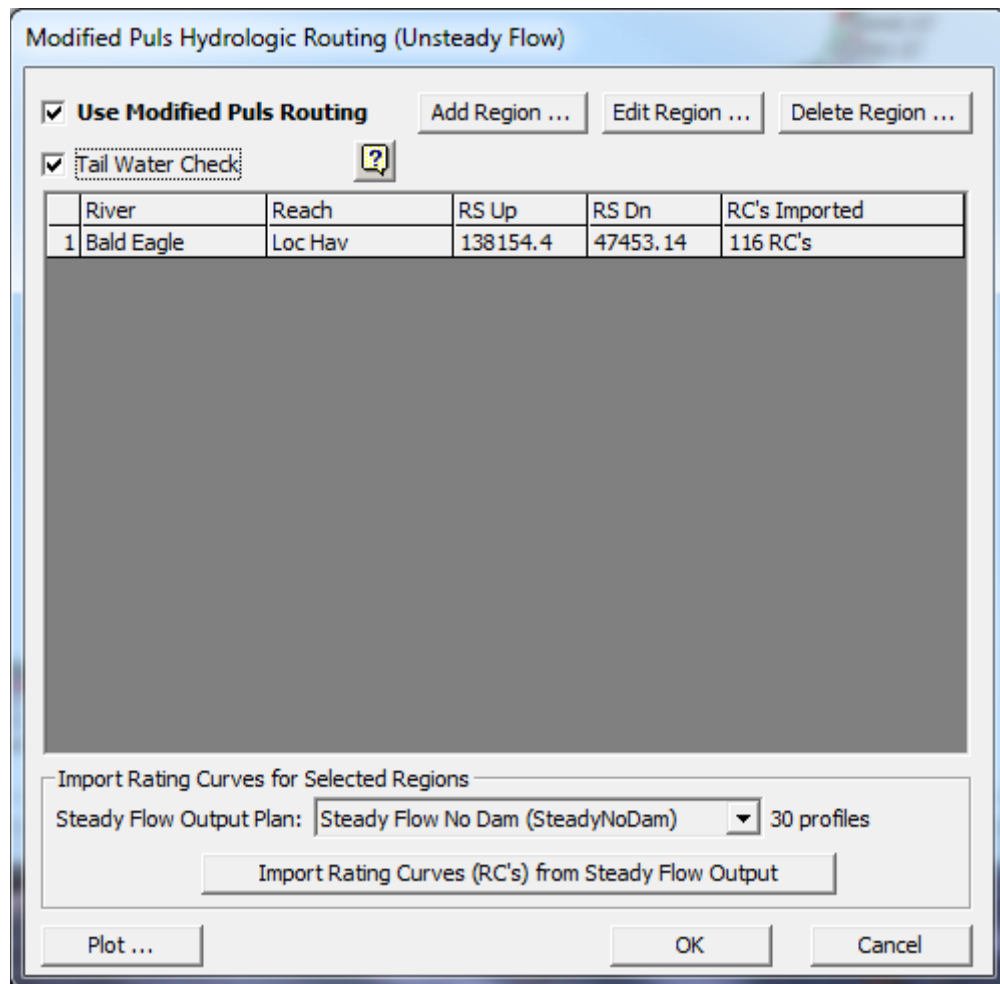 Modified Puls Hydrologic Routing (Unsteady Flow)
Use Modified Puls Routing Add Region ... Edit Region ... Delete Region ...
Tail Water Check ?
River Reach RS Up RS Dn RC's Imported
1 Bald Eagle Loc Hav 138154.4 47453.14 116 RC's
Import Rating Curves for Selected Regions
Steady Flow Output Plan: Steady Flow No Dam (SteadyNoDam) 30 profiles
Import Rating Curves (RC's) from Steady Flow Output
Plot ... OK Cancel